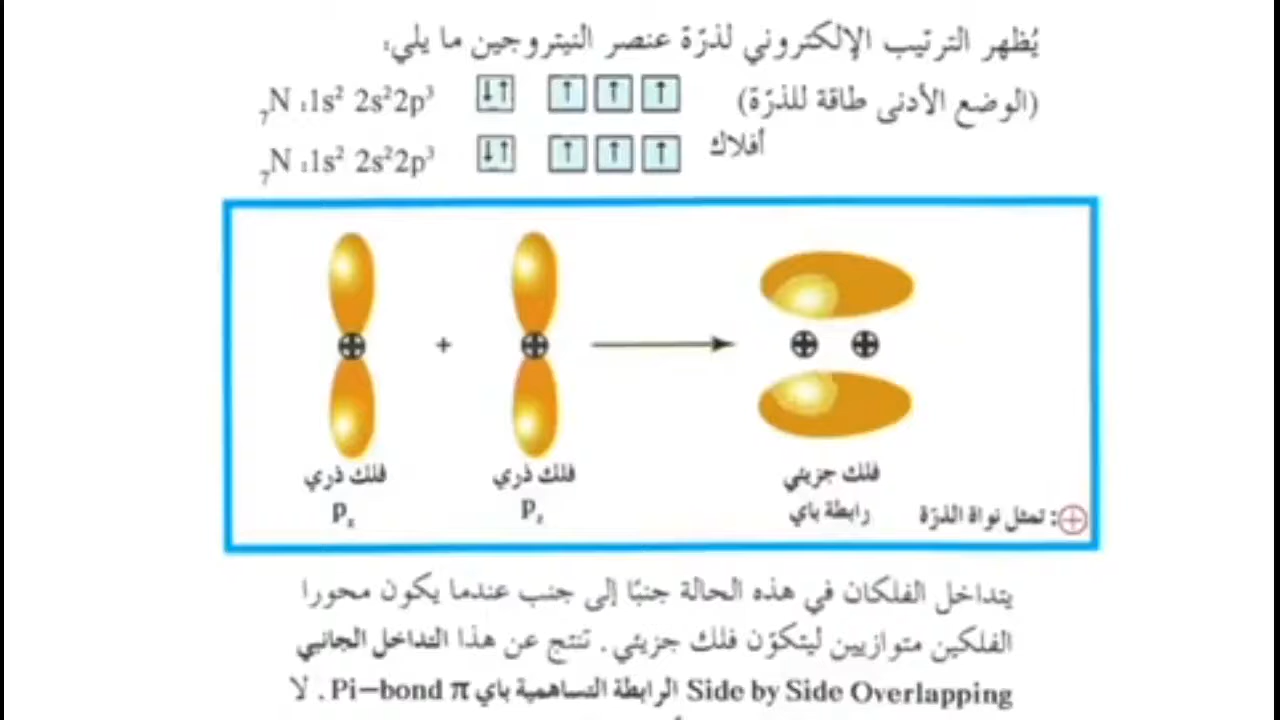 يُظهر الترتيب الإلكتروني لذرّة عنصر النيتروجين ما يلي:
(الوضع الأدنى طاقة للذرّة) ↓↑ ↑ ↑ ↑ ₇N :1s² 2s²2p³
أفلاك ↓↑ ↑ ↑ ↑ ₇N :1s² 2s²2p³
+
فلك ذري
فلك ذري
فلك جزيئي
pz
pz
رابطة باي
⊕: تمثل نواة الذرّة
يتداخل الفلكان في هذه الحالة جنبًا إلى جنب عندما يكون محورا
الفلكين متوازيين ليتكوّن فلك جزيئي. تنتج عن هذا التداخل الجانبي
Side by Side Overlapping الرابطة التساهمية باي Pi−bond π. لا